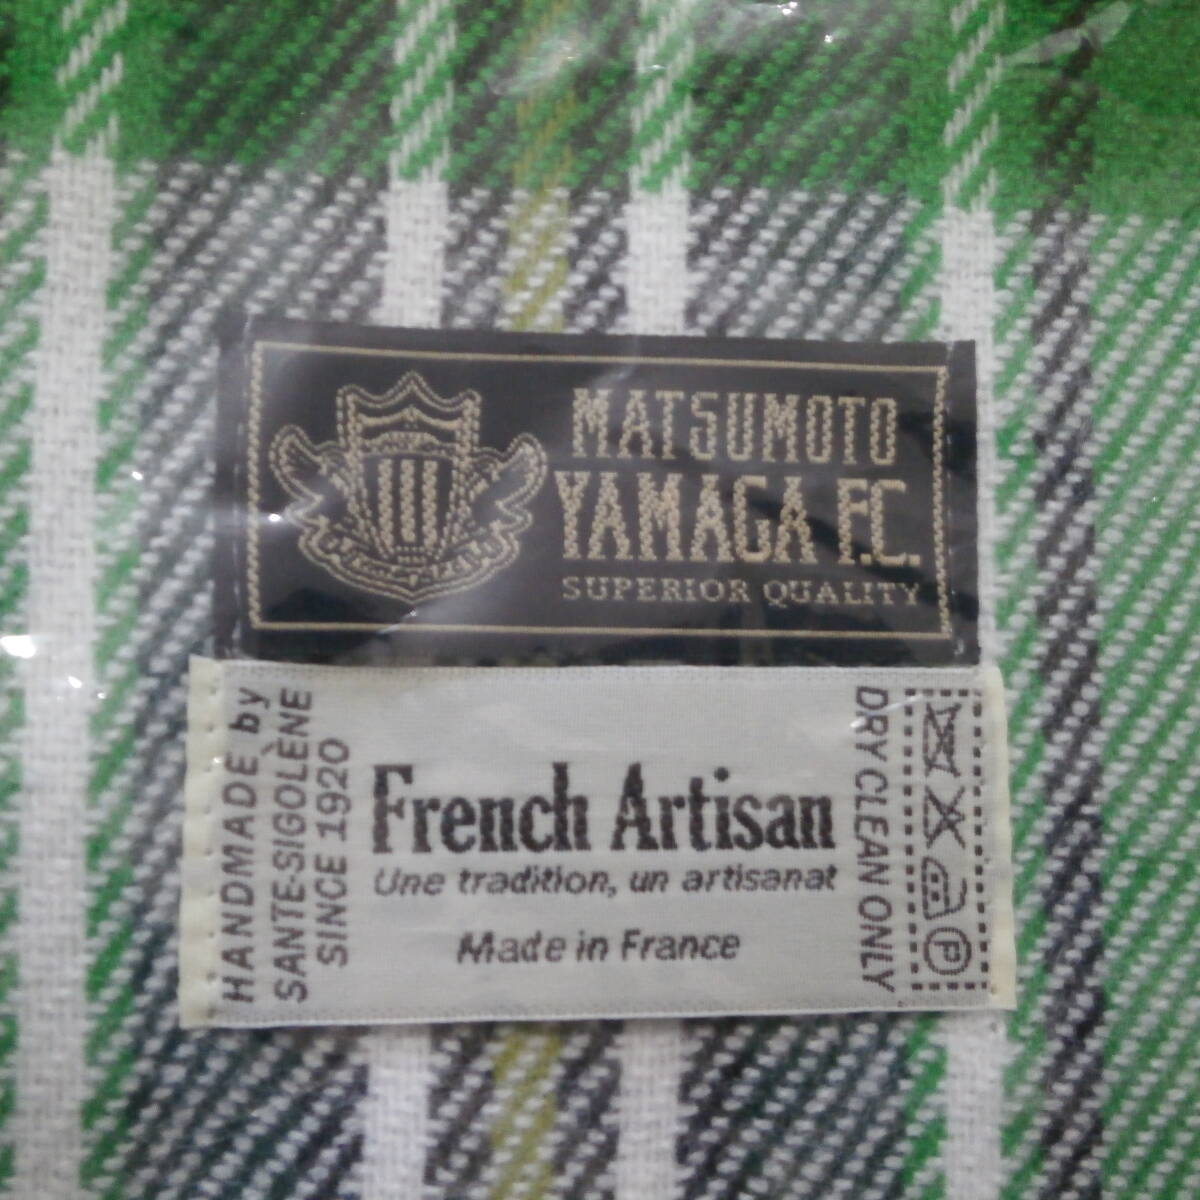 MATSUMOTO
YAMAGA F.C.
SUPERIOR QUALITY
HANDMADE by
SANTE-SIGOLÈNE
SINCE 1920
French Artisan
Une tradition, un artisanat
Made in France
DRY CLEAN ONLY
P